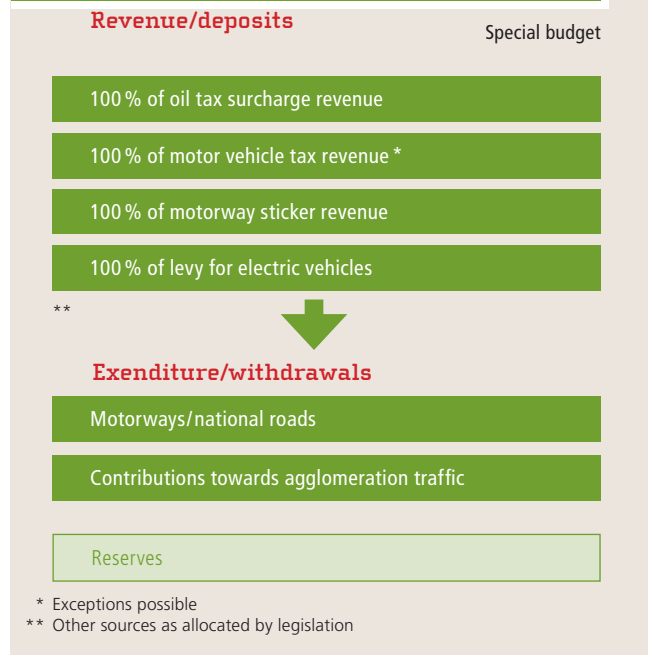 Revenue/deposits
Special budget
100 % of oil tax surcharge revenue
100 % of motor vehicle tax revenue *
100 % of motorway sticker revenue
100 % of levy for electric vehicles
**
Exenditure/withdrawals
Motorways/national roads
Contributions towards agglomeration traffic
Reserves
* Exceptions possible
** Other sources as allocated by legislation